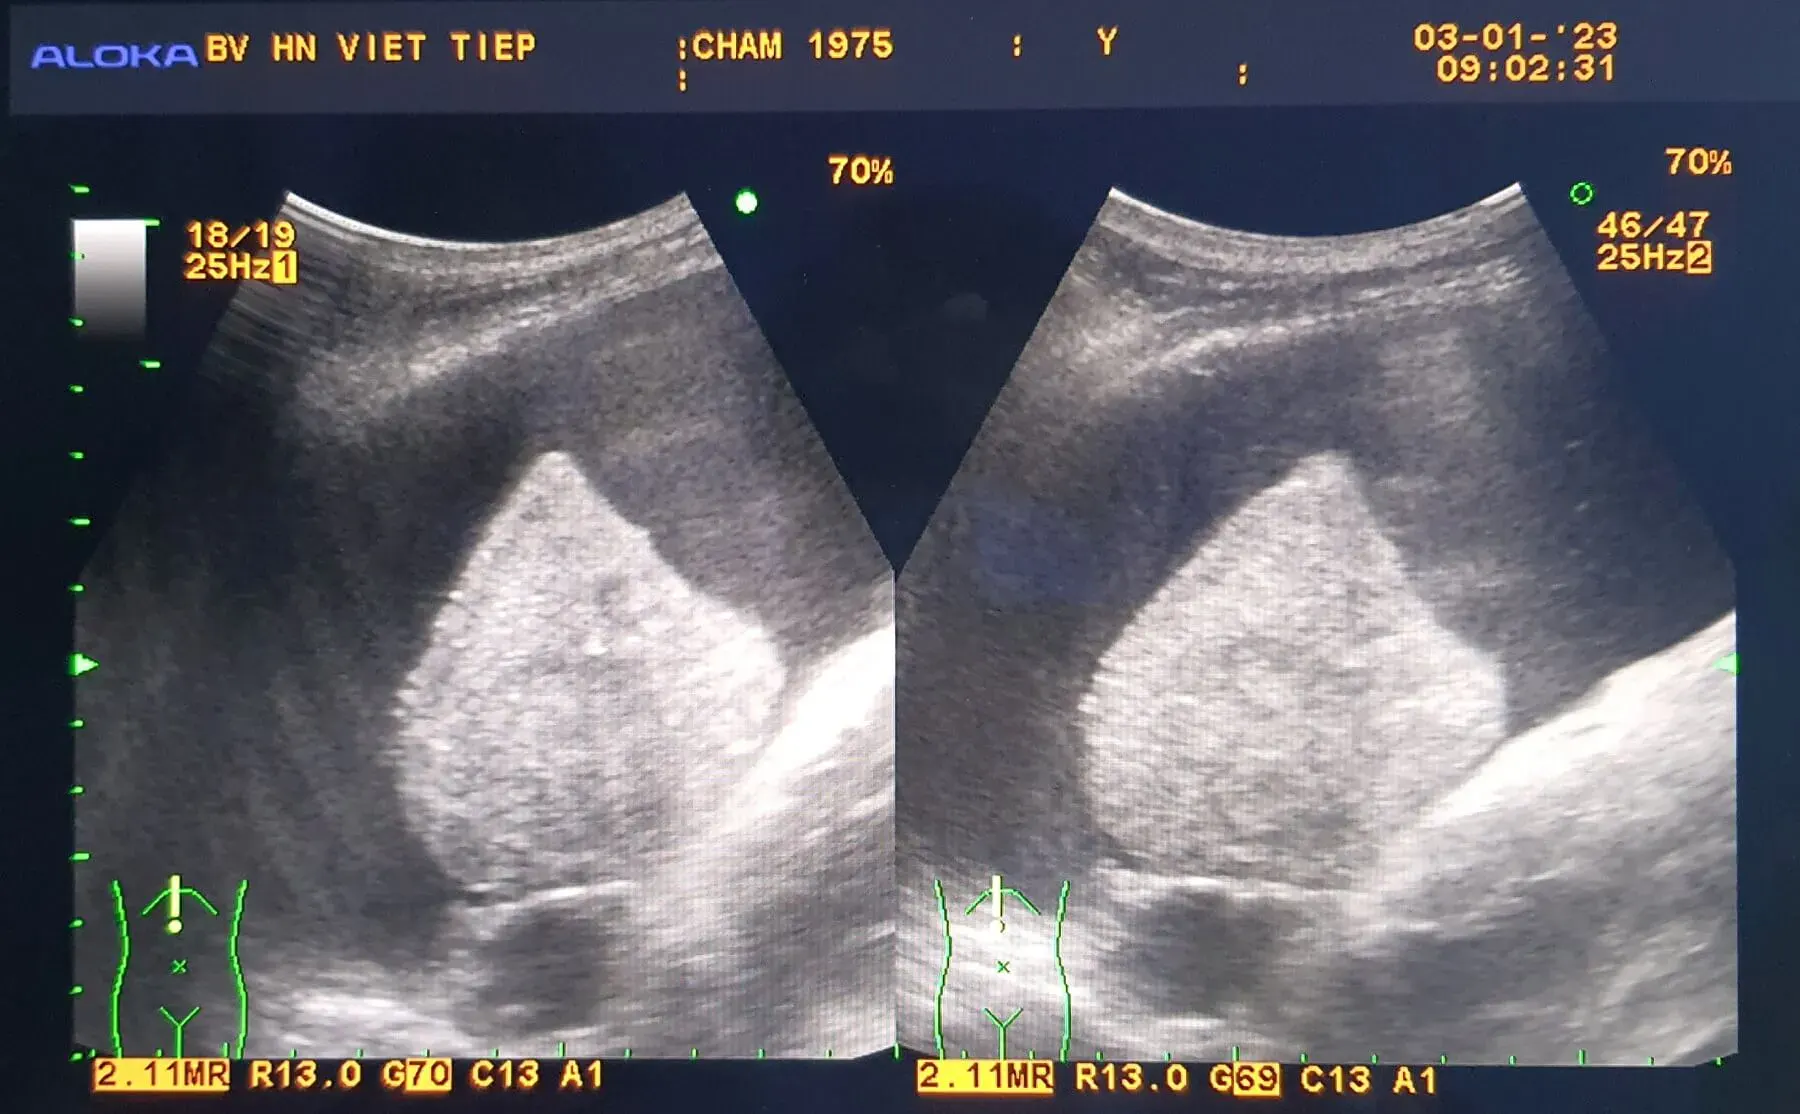 ALOKA BV HN VIET TIEP :CHAM 1975 : Y 03-01-'23
: : 09:02:31
70% 70%
18/19 46/47
25Hz1 25Hz2
2.11MR R13.0 G70 C13 A1 2.11MR R13.0 G69 C13 A1